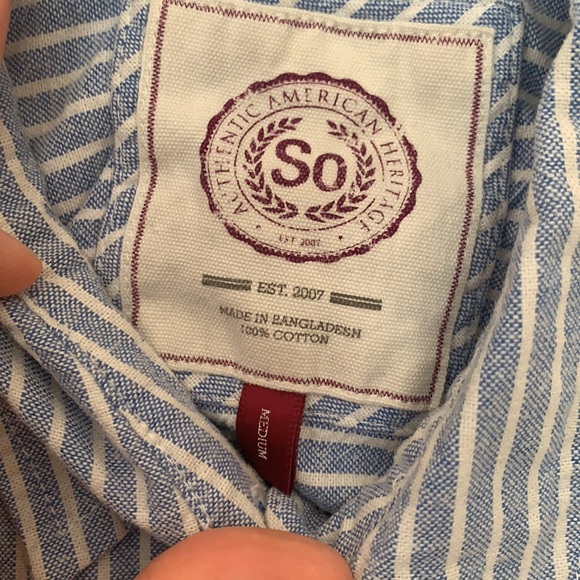 AUTHENTIC AMERICAN HERITAGE
So
EST 2007
EST. 2007
MADE IN BANGLADESH
100% COTTON
MEDIUM